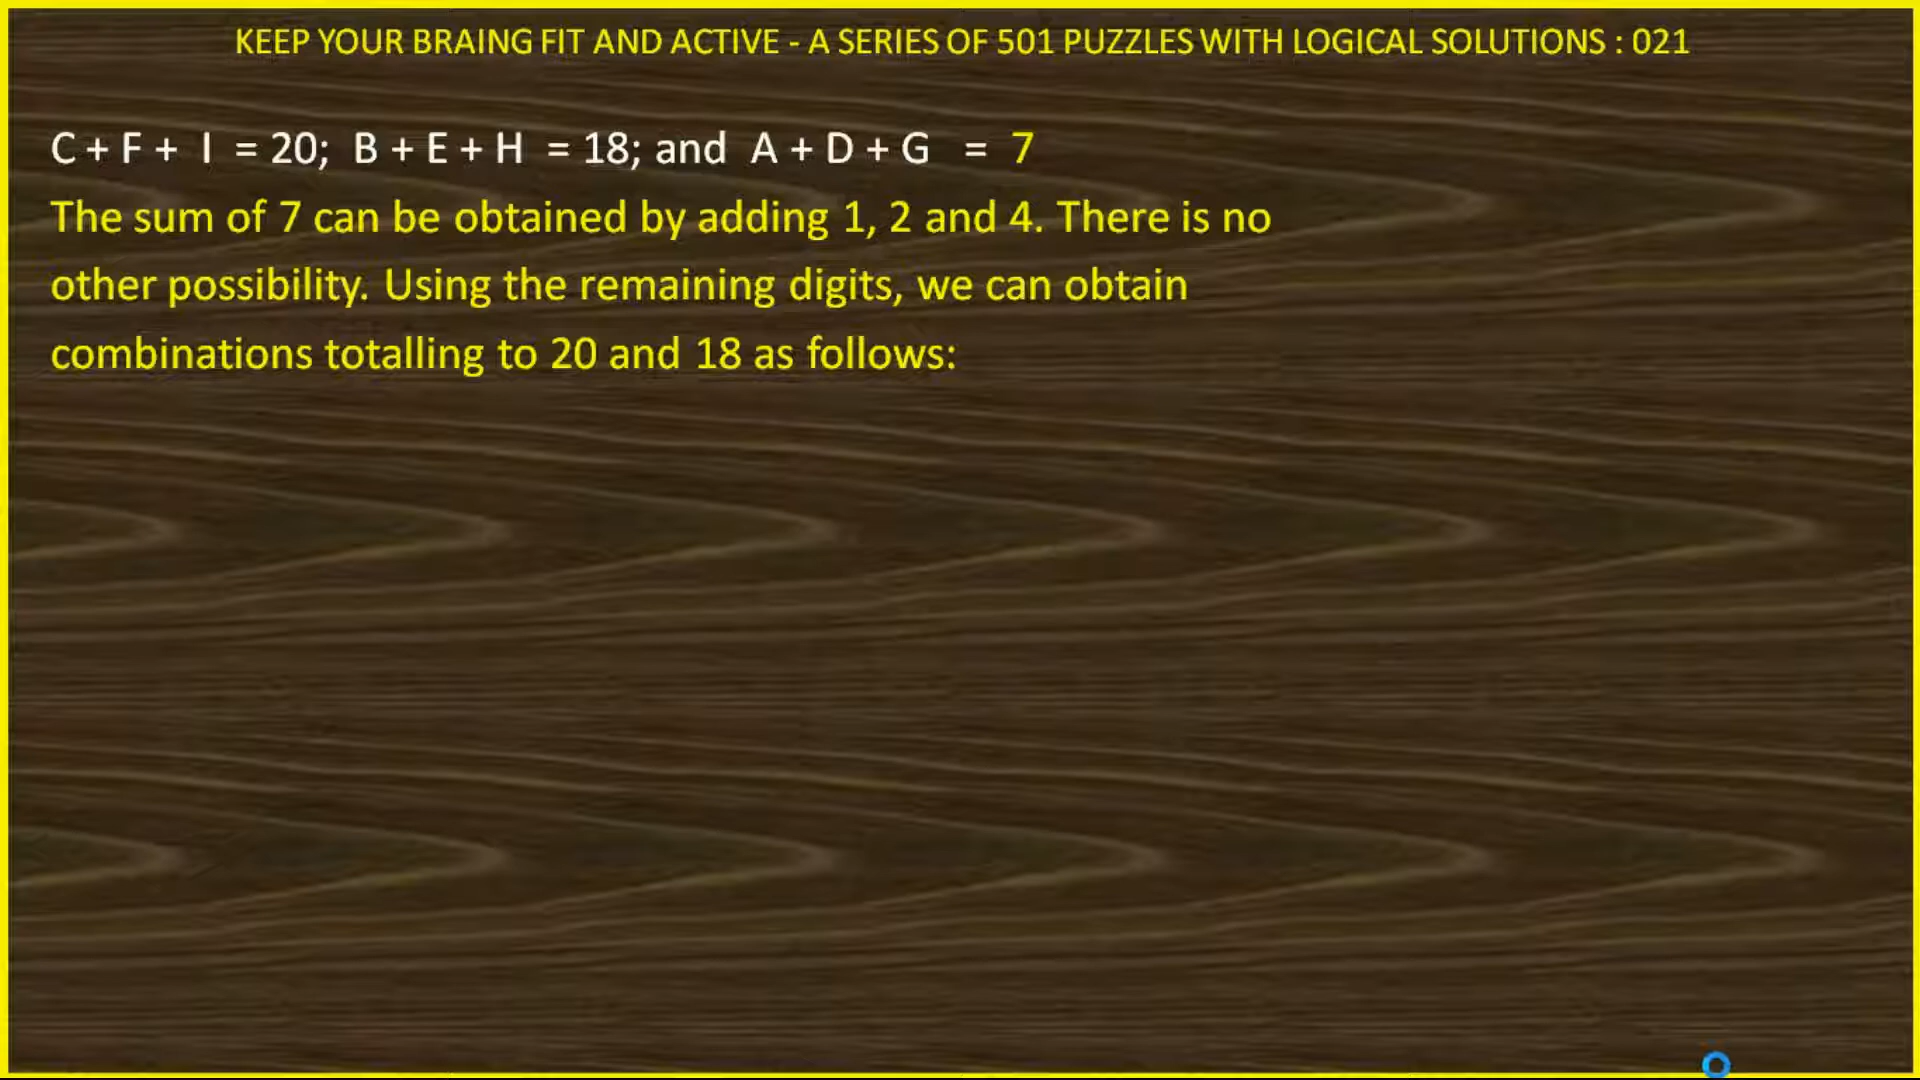 KEEP YOUR BRAING FIT AND ACTIVE - A SERIES OF 501 PUZZLES WITH LOGICAL SOLUTIONS : 021
C + F + I = 20; B + E + H = 18; and A + D + G = 7
The sum of 7 can be obtained by adding 1, 2 and 4. There is no
other possibility. Using the remaining digits, we can obtain
combinations totalling to 20 and 18 as follows: